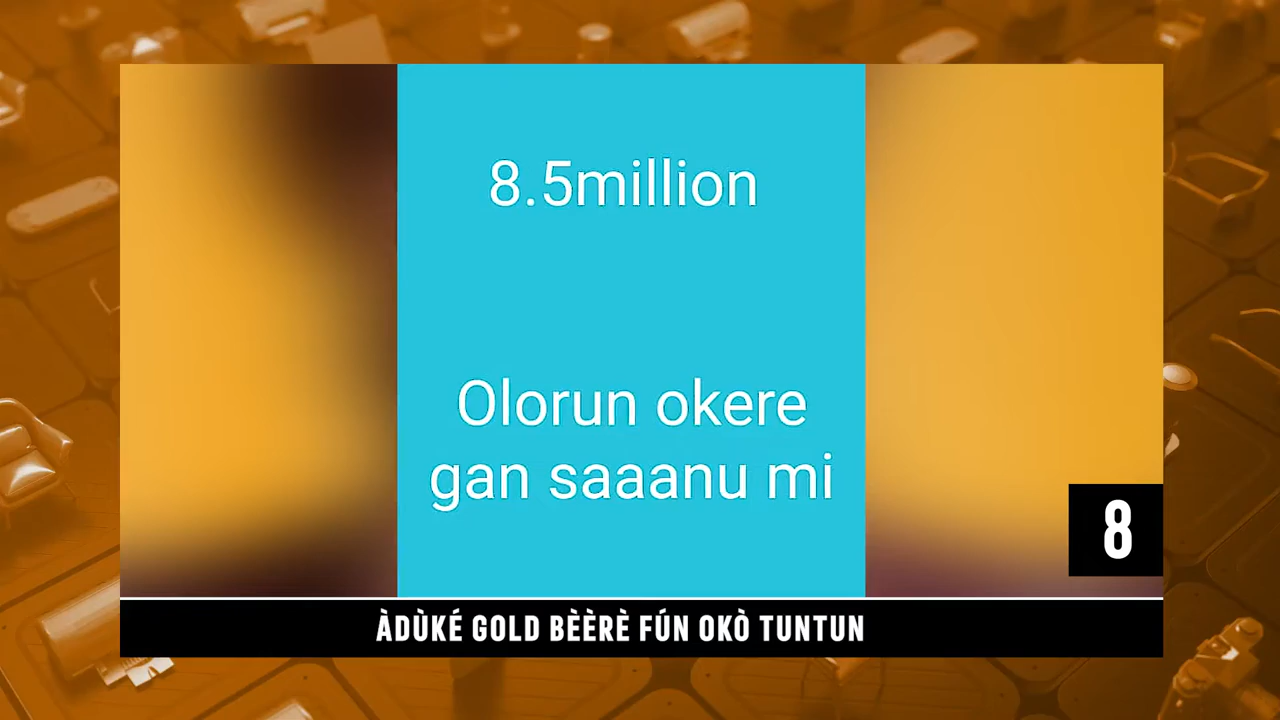 8.5million
Olorun okere
gan saaanu mi
8
ÀDÙKÉ GOLD BÈÈRÈ FÚN OKÒ TUNTUN